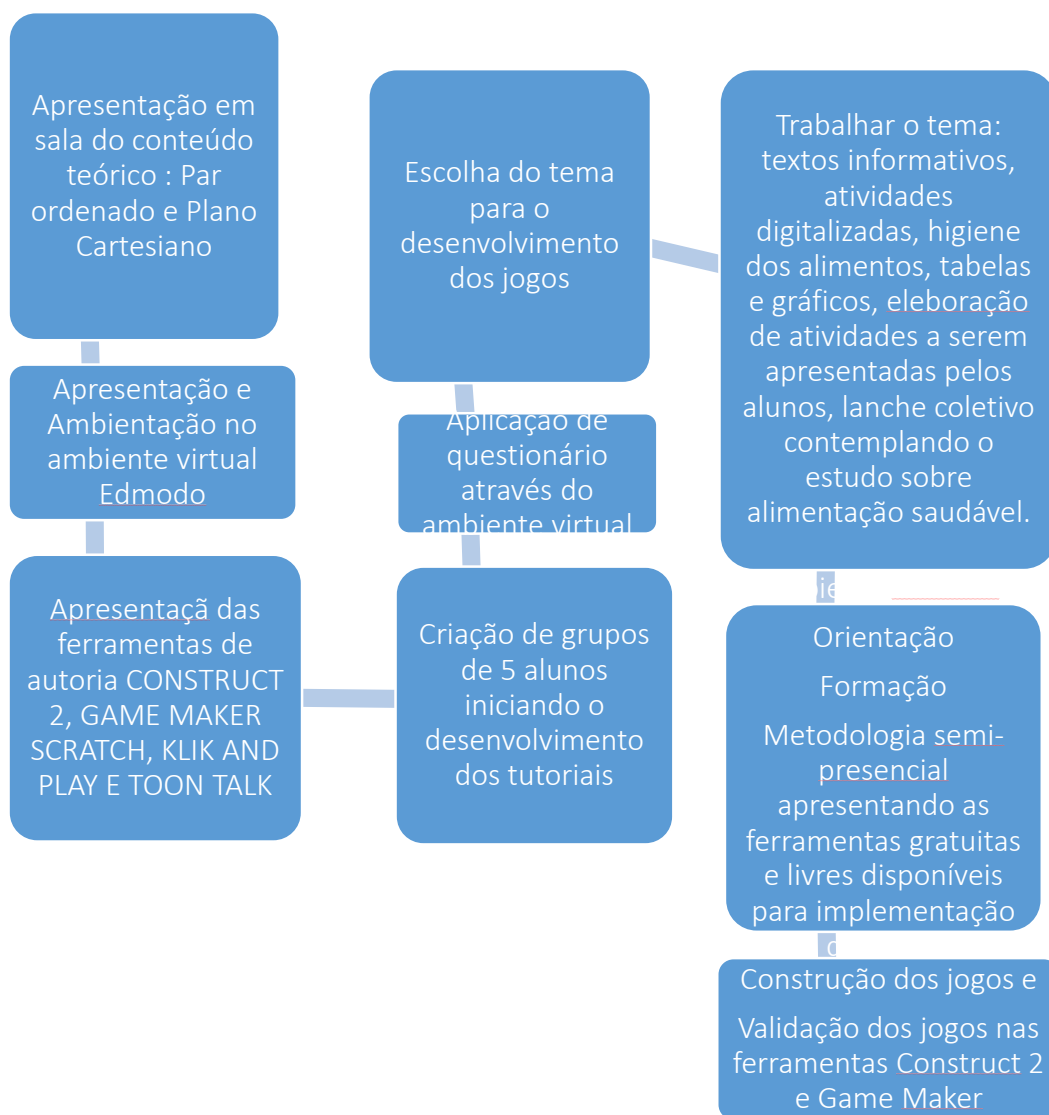 Apresentação em
sala do conteúdo
teórico : Par
ordenado e Plano
Cartesiano
Apresentação e
Ambientação no
ambiente virtual
Edmodo
Apresentaçã das
ferramentas de
autoria CONSTRUCT
2, GAME MAKER
SCRATCH, KLIK AND
PLAY E TOON TALK
Criação de grupos
de 5 alunos
iniciando o
desenvolvimento
dos tutoriais
Aplicação de
questionário
através do
ambiente virtual
Escolha do tema
para o
desenvolvimento
dos jogos
Trabalhar o tema:
textos informativos,
atividades
digitalizadas, higiene
dos alimentos, tabelas
e gráficos, eleboração
de atividades a serem
apresentadas pelos
alunos, lanche coletivo
contemplando o
estudo sobre
alimentação saudável.
Orientação
Formação
Metodologia semi-
presencial
apresentando as
ferramentas gratuitas
e livres disponíveis
para implementação
Construção dos jogos e
Validação dos jogos nas
ferramentas Construct 2
e Game Maker